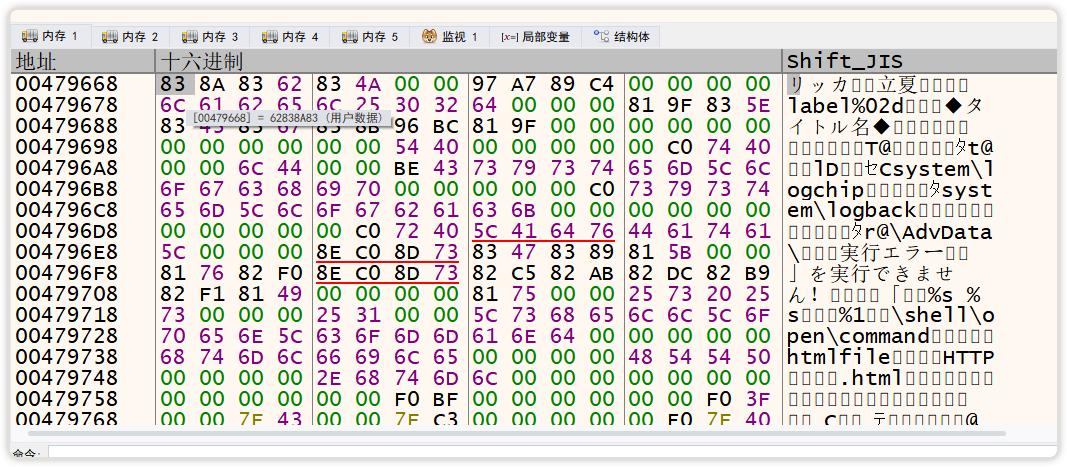 内存 1 内存 2 内存 3 内存 4 内存 5 监视 1 [x=] 局部变量 结构体
地址 十六进制 Shift_JIS
00479668 83 8A 83 62 83 4A 00 00 97 A7 89 C4 00 00 00 00 リッカ立夏
00479678 6C 61 62 65 6C 25 30 32 64 00 00 00 81 9F 83 5E label%02d◆タ
[00479668] = 62838A83 (用户数据)
00479688 83 43 83 67 83 8B 96 BC 81 9F 00 00 00 00 00 00 イトル名◆
00479698 00 00 00 00 00 00 54 40 00 00 00 00 00 C0 74 40 T@ﾀt@
004796A8 00 00 6C 44 00 00 BE 43 73 79 73 74 65 6D 5C 6C lDｾCsystem\l
004796B8 6F 67 63 68 69 70 00 00 00 00 00 C0 73 79 73 74 ogchipﾀsyst
004796C8 65 6D 5C 6C 6F 67 62 61 63 6B 00 00 00 00 00 00 em\logback
004796D8 00 00 00 00 00 C0 72 40 5C 41 64 76 44 61 74 61 ﾀr@\AdvData
004796E8 5C 00 00 00 8E C0 8D 73 83 47 83 89 81 5B 00 00 \実行エラー
004796F8 81 76 82 F0 8E C0 8D 73 82 C5 82 AB 82 DC 82 B9 」を実行できませ
00479708 82 F1 81 49 00 00 00 00 81 75 00 00 25 73 20 25 ん！「%s %
00479718 73 00 00 00 25 31 00 00 5C 73 68 65 6C 6C 5C 6F s%1\shell\o
00479728 70 65 6E 5C 63 6F 6D 6D 61 6E 64 00 00 00 00 00 pen\command
00479738 68 74 6D 6C 66 69 6C 65 00 00 00 00 48 54 54 50 htmlfileHTTP
00479748 00 00 00 00 2E 68 74 6D 6C 00 00 00 00 00 00 00 .html
00479758 00 00 00 00 00 00 F0 BF 00 00 00 00 00 00 F0 3F
00479768 00 00 7F 43 00 00 7F C3 00 00 00 00 00 F0 7F 40 C ﾃ @
命令: